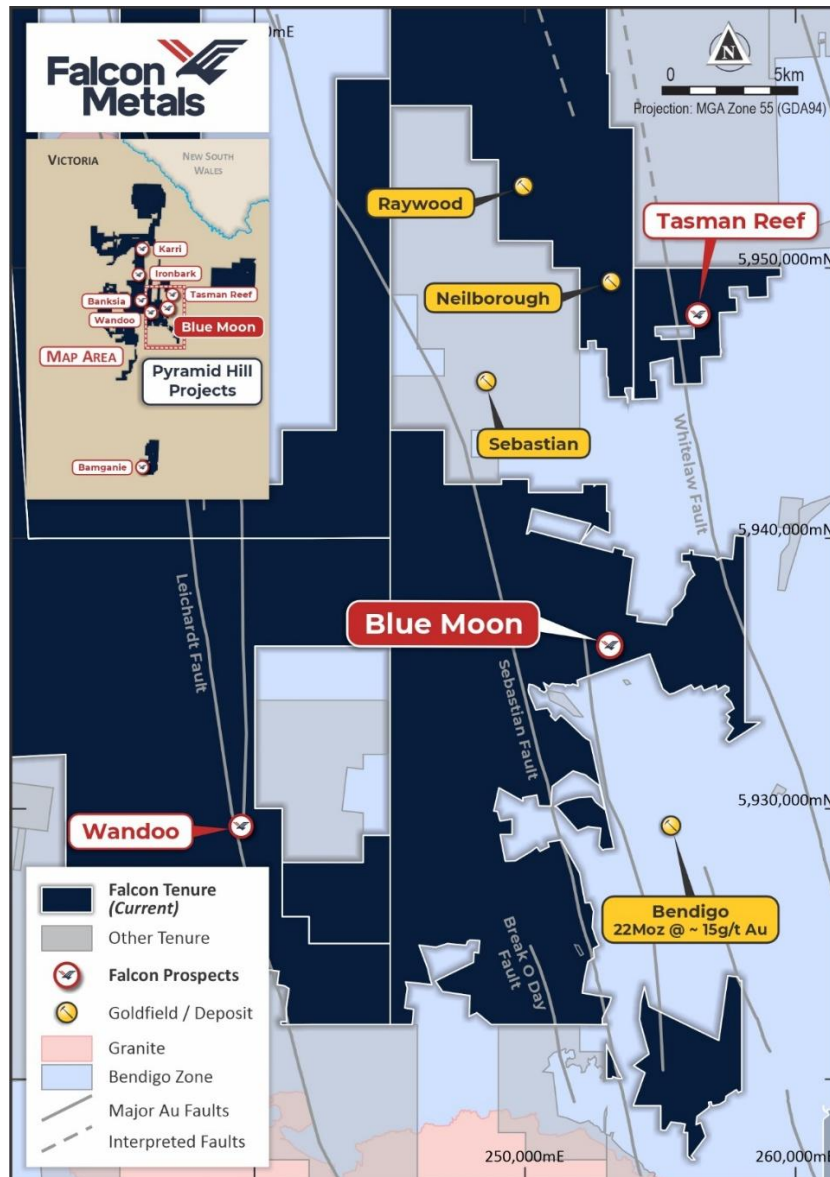 Falcon
Metals
0mE
N
0 5km
Projection: MGA Zone 55 (GDA94)
VICTORIA
NEW SOUTH
WALES
Karri
Ironbark
Banksia
Tasman Reef
Wandoo
Blue Moon
MAP AREA
Pyramid Hill
Projects
Bamganie
Raywood
Tasman Reef
5,950,000mN
Neilborough
Sebastian
Whitelaw Fault
5,940,000mN
Leichardt Fault
Blue Moon
Sebastian Fault
5,930,000mN
Wandoo
Bendigo
22Moz @ ~ 15g/t Au
Break O Day
Fault
Falcon Tenure
(Current)
Other Tenure
Falcon Prospects
Goldfield / Deposit
Granite
Bendigo Zone
Major Au Faults
Interpreted Faults
250,000mE
260,000mE